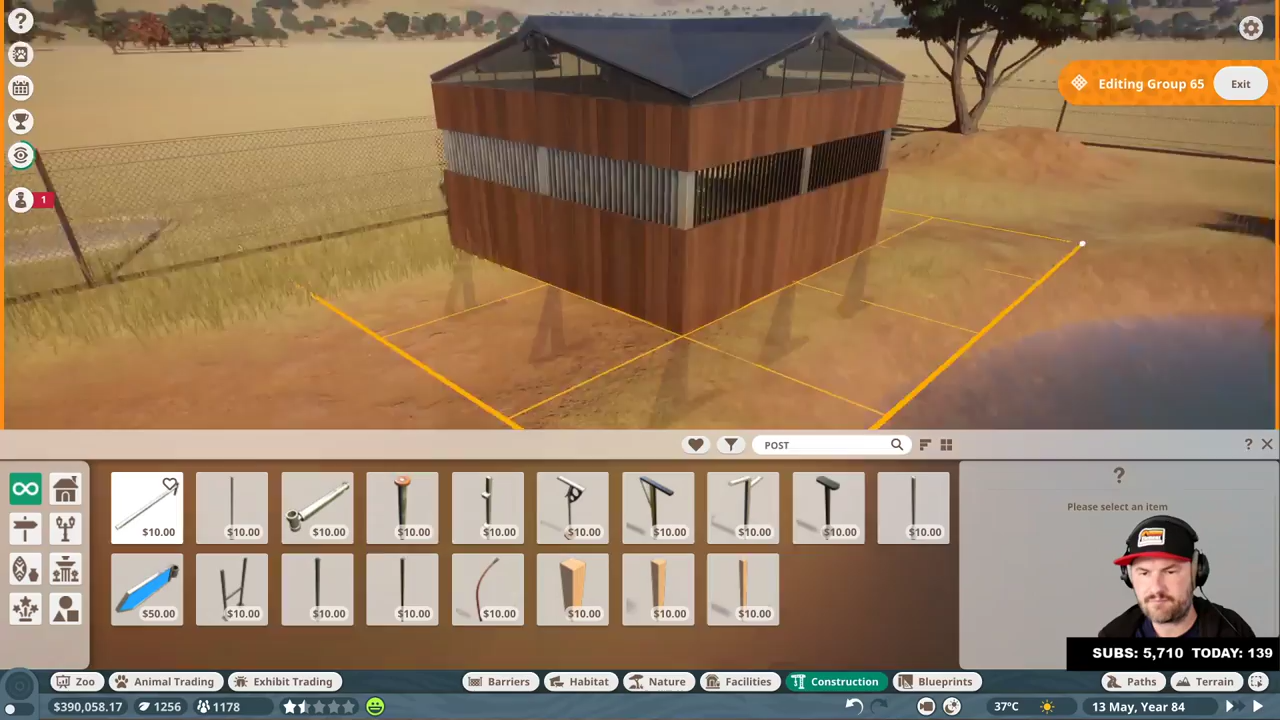 Editing Group 65
Exit
1
POST
?
?
$10.00
$10.00
$10.00
$10.00
$10.00
$10.00
$10.00
$10.00
$10.00
$10.00
?
Please select an item
$50.00
$10.00
$10.00
$10.00
$10.00
$10.00
$10.00
$10.00
SUBS: 5,710 TODAY: 139
Zoo
Animal Trading
Exhibit Trading
Barriers
Habitat
Nature
Facilities
Construction
Blueprints
Paths
Terrain
$390,058.17
1256
1178
37°C
13 May, Year 84